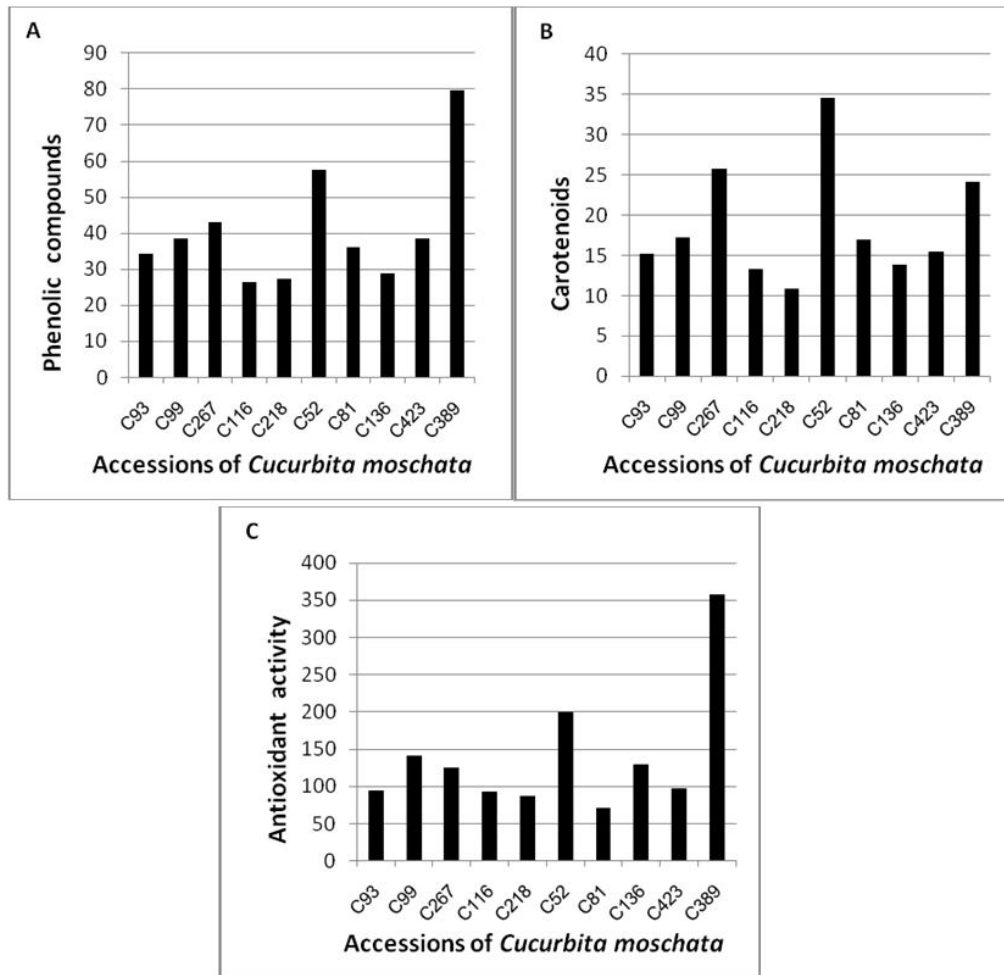 A
Phenolic compounds
90
80
70
60
50
40
30
20
10
0
C93 C99 C267 C116 C218 C52 C81 C136 C423 C389
Accessions of Cucurbita moschata
B
Carotenoids
40
35
30
25
20
15
10
5
0
C93 C99 C267 C116 C218 C52 C81 C136 C423 C389
Accessions of Cucurbita moschata
C
Antioxidant activity
400
350
300
250
200
150
100
50
0
C93 C99 C267 C116 C218 C52 C81 C136 C423 C389
Accessions of Cucurbita moschata